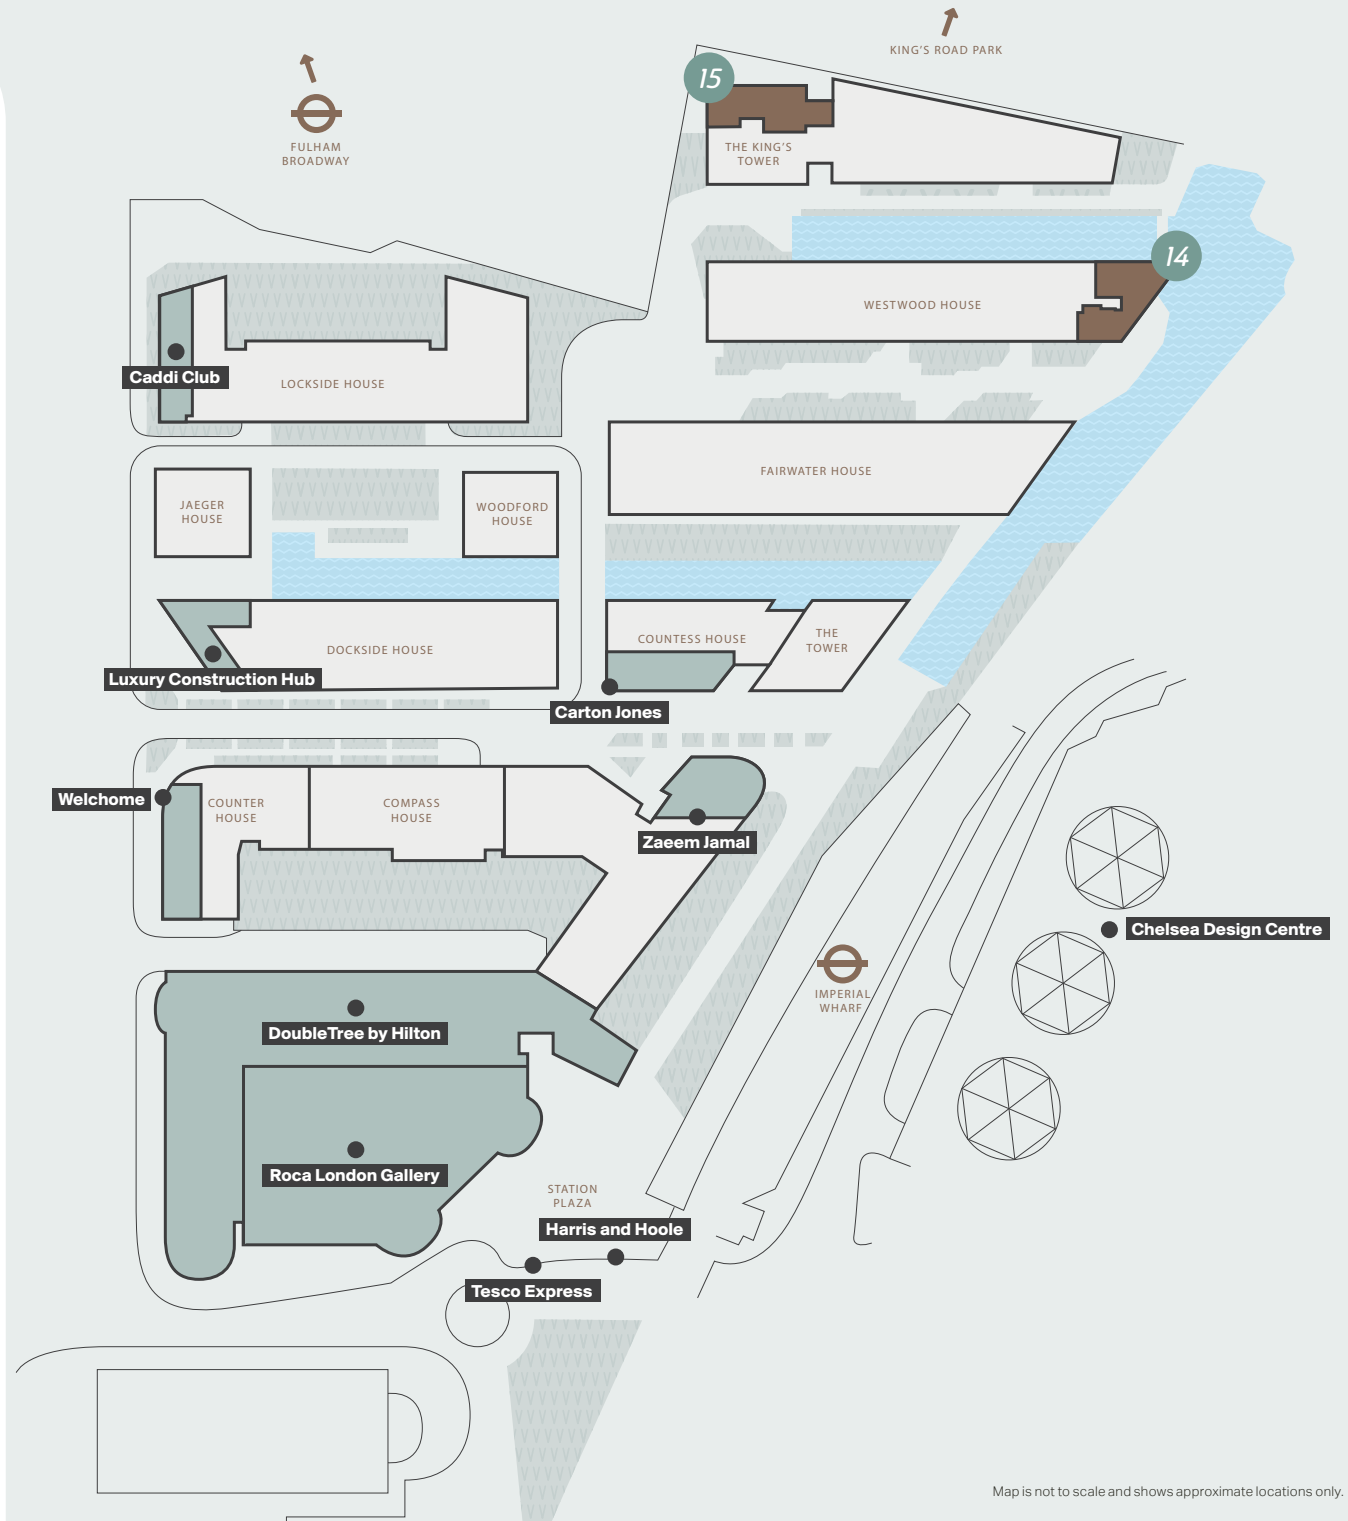 KING'S ROAD PARK
15
FULHAM
BROADWAY
THE KING'S
TOWER
14
WESTWOOD HOUSE
Caddi Club
LOCKSIDE HOUSE
FAIRWATER HOUSE
JAEGER
HOUSE
WOODFORD
HOUSE
DOCKSIDE HOUSE
COUNTESS HOUSE
THE
TOWER
Luxury Construction Hub
Carton Jones
Welchome
COUNTER
HOUSE
COMPASS
HOUSE
Zaeem Jamal
Chelsea Design Centre
IMPERIAL
WHARF
DoubleTree by Hilton
Roca London Gallery
STATION
PLAZA
Harris and Hoole
Tesco Express
Map is not to scale and shows approximate locations only.